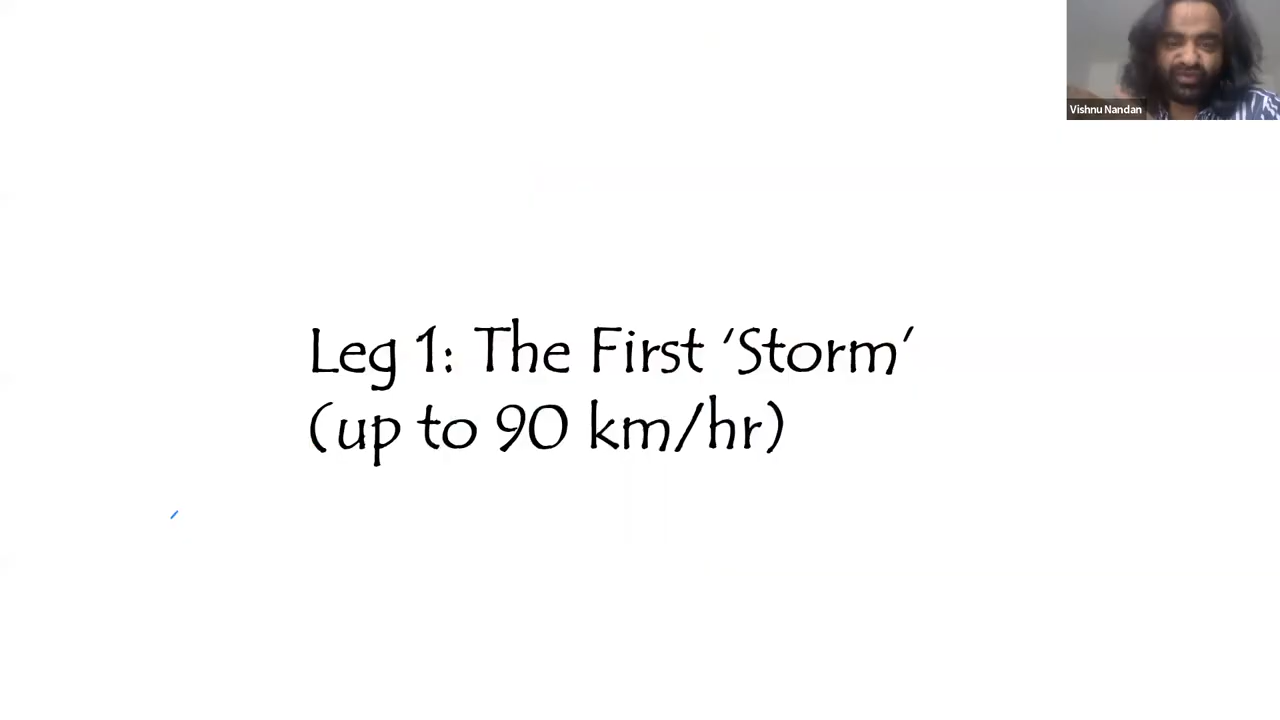 Vishnu Nandan
Leg 1: The First ‘Storm’
(up to 90 km/hr)